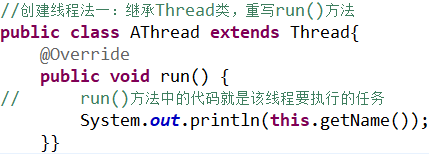 //创建线程法一：继承Thread类，重写run()方法
public class AThread extends Thread{
    @Override
    public void run() {
//      run()方法中的代码就是该线程要执行的任务
        System.out.println(this.getName());
    }}